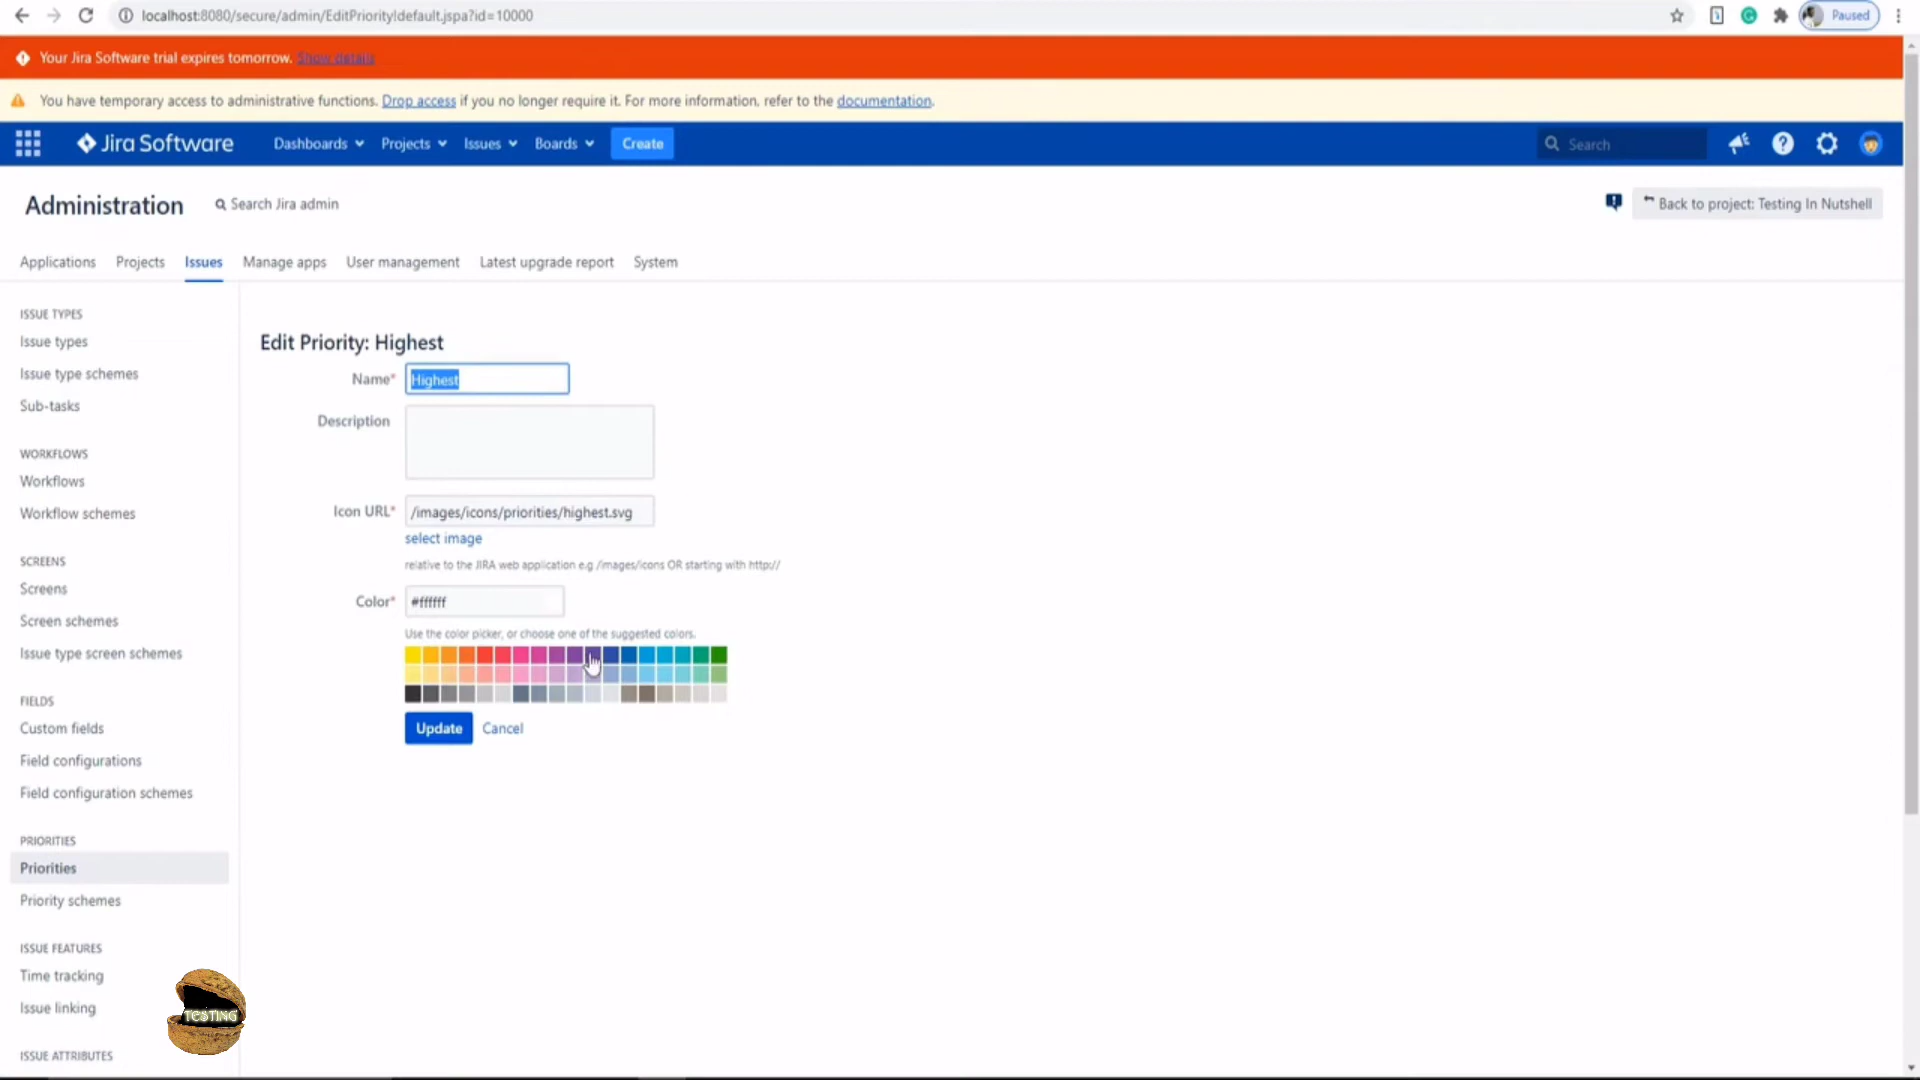 localhost:8080/secure/admin/EditPriority!default.jspa?id=10000
Paused
Your Jira Software trial expires tomorrow. Show details
You have temporary access to administrative functions. Drop access if you no longer require it. For more information, refer to the documentation.
Jira Software
Dashboards
Projects
Issues
Boards
Create
Search
Administration
Search Jira admin
Back to project: Testing In Nutshell
Applications
Projects
Issues
Manage apps
User management
Latest upgrade report
System
ISSUE TYPES
Issue types
Issue type schemes
Sub-tasks
WORKFLOWS
Workflows
Workflow schemes
SCREENS
Screens
Screen schemes
Issue type screen schemes
FIELDS
Custom fields
Field configurations
Field configuration schemes
PRIORITIES
Priorities
Priority schemes
ISSUE FEATURES
Time tracking
Issue linking
ISSUE ATTRIBUTES
Edit Priority: Highest
Name* Highest
Description
Icon URL* /images/icons/priorities/highest.svg
select image
relative to the JIRA web application e.g /images/icons OR starting with http://
Color* #ffffff
Use the color picker, or choose one of the suggested colors.
Update Cancel
TESTING